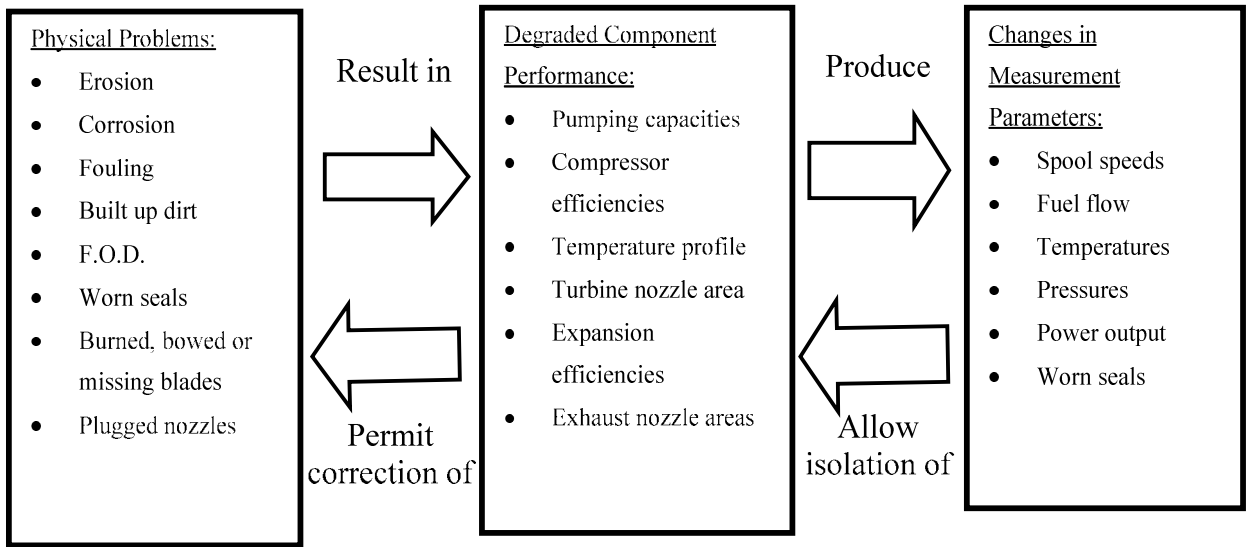 Physical Problems:
• Erosion
• Corrosion
• Fouling
• Built up dirt
• F.O.D.
• Worn seals
• Burned, bowed or
missing blades
• Plugged nozzles
Result in
Permit
correction of
Degraded Component
Performance:
• Pumping capacities
• Compressor
efficiencies
• Temperature profile
• Turbine nozzle area
• Expansion
efficiencies
• Exhaust nozzle areas
Produce
Allow
isolation of
Changes in
Measurement
Parameters:
• Spool speeds
• Fuel flow
• Temperatures
• Pressures
• Power output
• Worn seals